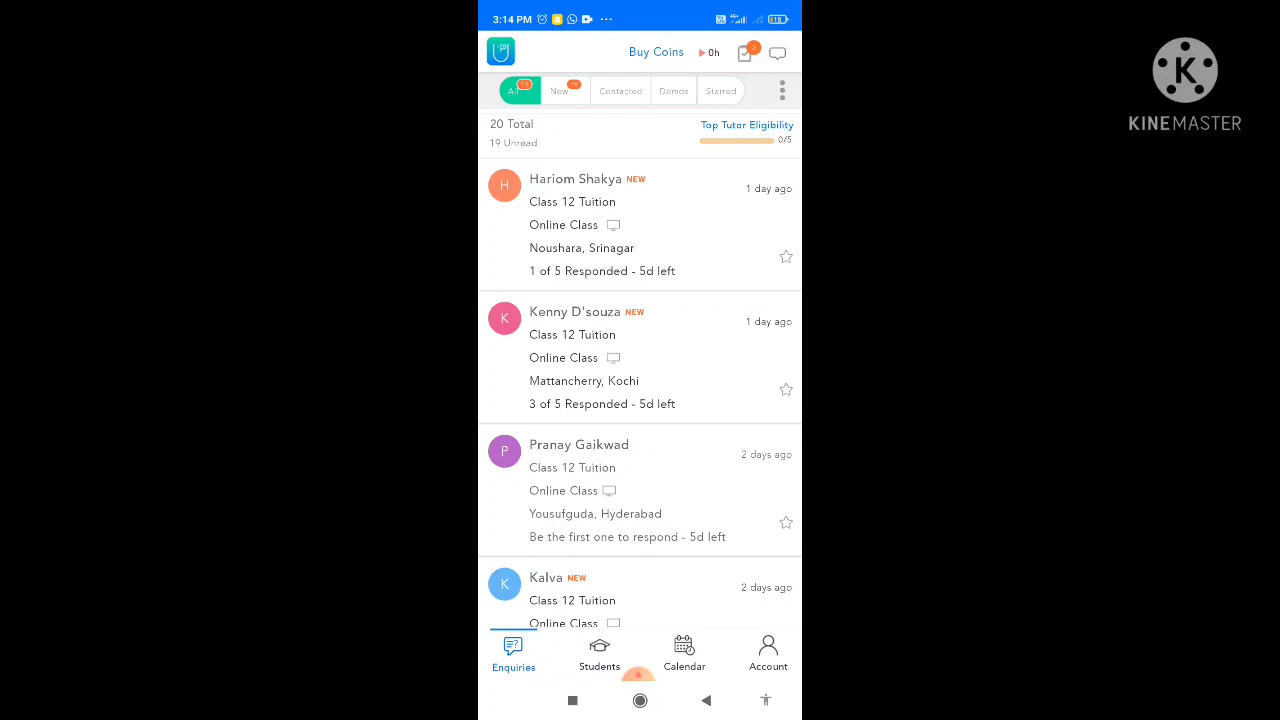 3:14 PM
Buy Coins 0h 2
K
KINEMASTER
All 19 New 19 Contacted Demos Starred
20 Total
Top Tutor Eligibility
19 Unread
0/5
H
Hariom Shakya NEW
1 day ago
Class 12 Tuition
Online Class
Noushara, Srinagar
1 of 5 Responded - 5d left
K
Kenny D'souza NEW
1 day ago
Class 12 Tuition
Online Class
Mattancherry, Kochi
3 of 5 Responded - 5d left
P
Pranay Gaikwad
2 days ago
Class 12 Tuition
Online Class
Yousufguda, Hyderabad
Be the first one to respond - 5d left
K
Kalva NEW
2 days ago
Class 12 Tuition
Online Class
Enquiries Students Calendar Account